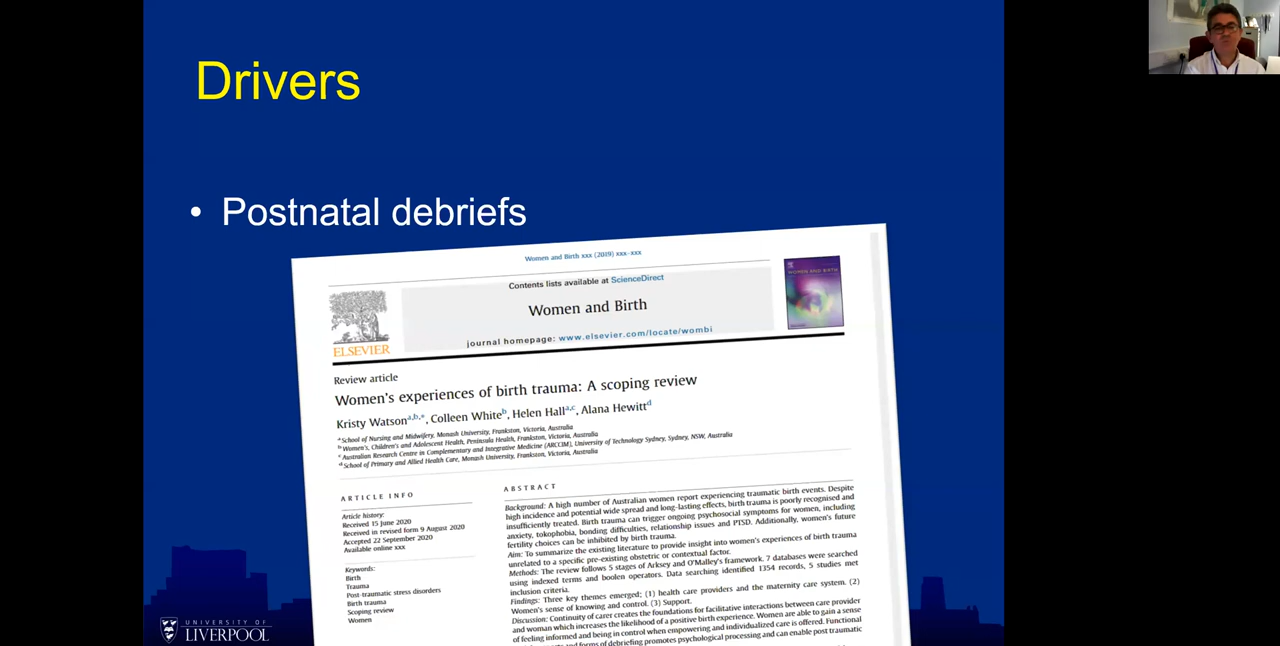 Drivers
• Postnatal debriefs
Women and Birth xxx (2019) xxx–xxx
Contents lists available at ScienceDirect
Women and Birth
journal homepage: www.elsevier.com/locate/wombi
ELSEVIER
WOMEN AND BIRTH
Review article
Women's experiences of birth trauma: A scoping review
Kristy Watson a,b,*, Colleen White b, Helen Hall a,c, Alana Hewitt d
a School of Nursing and Midwifery, Monash University, Frankston, Victoria, Australia
b Women's, Children's and Adolescent Health, Peninsula Health, Frankston, Victoria, Australia
c Australian Research Centre in Complementary and Integrative Medicine (ARCCIM), University of Technology Sydney, Sydney, NSW, Australia
d School of Primary and Allied Health Care, Monash University, Frankston, Victoria, Australia
ARTICLE INFO
Article history:
Received 15 June 2020
Received in revised form 9 August 2020
Accepted 22 September 2020
Available online xxx
Keywords:
Birth
Trauma
Post-traumatic stress disorders
Birth trauma
Scoping review
Women
ABSTRACT
Background: A high number of Australian women report experiencing traumatic birth events. Despite
high incidence and potential wide spread and long-lasting effects, birth trauma is poorly recognised and
insufficiently treated. Birth trauma can trigger ongoing psychosocial symptoms for women, including
anxiety, tokophobia, bonding difficulties, relationship issues and PTSD. Additionally, women's future
fertility choices can be inhibited by birth trauma.
Aim: To summarize the existing literature to provide insight into women's experiences of birth trauma
unrelated to a specific pre-existing obstetric or contextual factor.
Methods: The review follows 5 stages of Arksey and O'Malley's framework. 7 databases were searched
using indexed terms and boolen operators. Data searching identified 1354 records, 5 studies met
inclusion criteria.
Findings: Three key themes emerged; (1) health care providers and the maternity care system. (2)
Women's sense of knowing and control. (3) Support.
Discussion: Continuity of carer creates the foundations for facilitative interactions between care provider
and woman which increases the likelihood of a positive birth experience. Women are able to gain a sense
of feeling informed and being in control when empowering and individualized care is offered. Functional
and forms of debriefing promotes psychological processing and can enable post traumatic
UNIVERSITY OF
LIVERPOOL